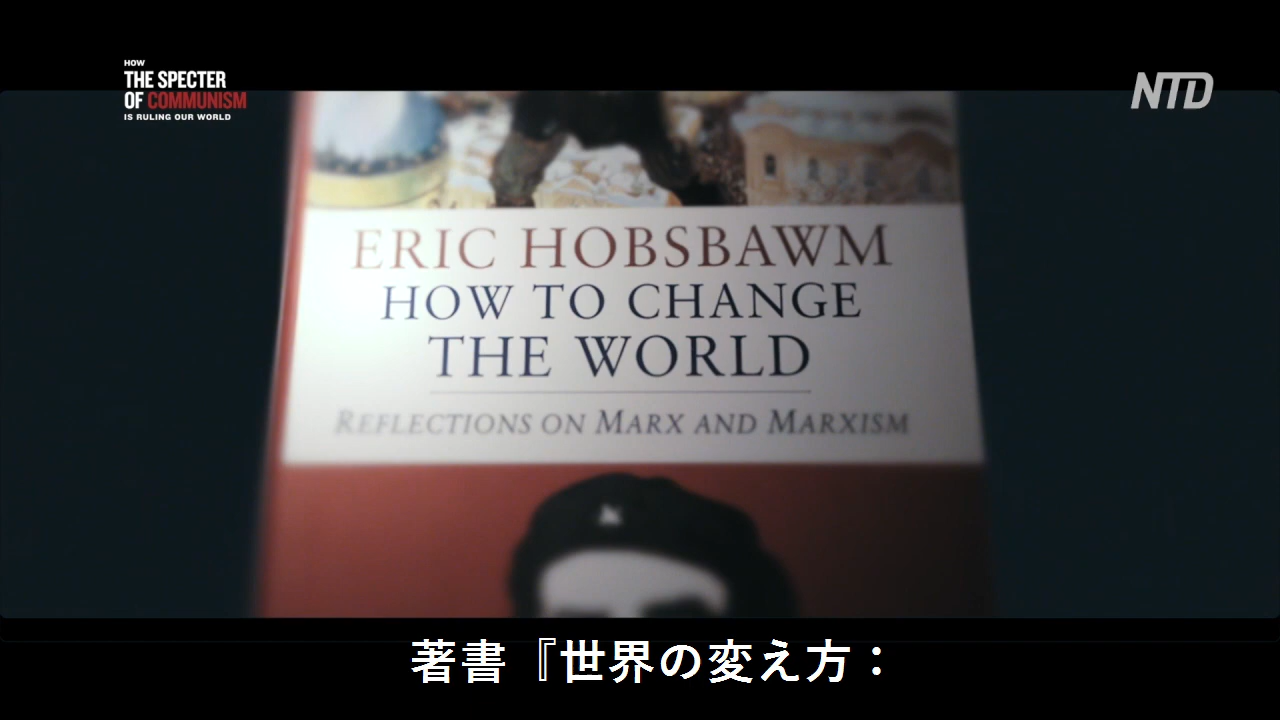 HOW
THE SPECTER
OF COMMUNISM
IS RULING OUR WORLD
NTD
ERIC HOBSBAWM
HOW TO CHANGE
THE WORLD
REFLECTIONS ON MARX AND MARXISM
著書『世界の変え方：